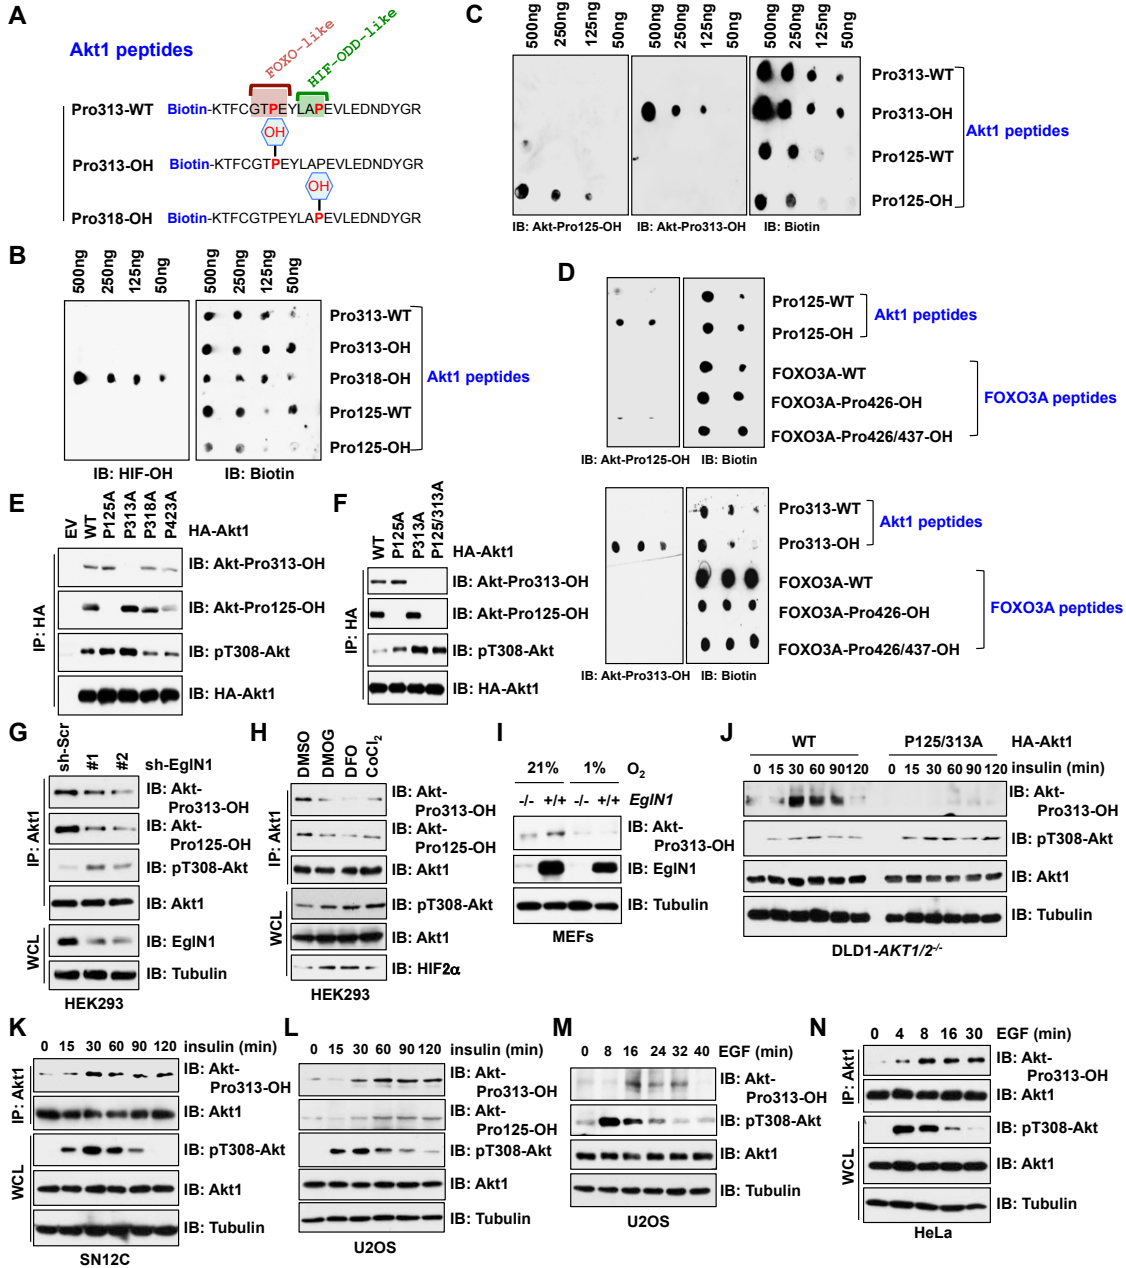 A
Akt1 peptides
FOXO-like
HIF-ODD-like
Pro313-WT
Biotin-KTFCGTPEYLAPEVLEDNDYGR
OH
Pro313-OH
Biotin-KTFCGTPEYLAPEVLEDNDYGR
OH
Pro318-OH
Biotin-KTFCGTPEYLAPEVLEDNDYGR
B
500ng 250ng 125ng 50ng 500ng 250ng 125ng 50ng
Pro313-WT
Pro313-OH
Pro318-OH
Pro125-WT
Pro125-OH
Akt1 peptides
IB: HIF-OH
IB: Biotin
C
500ng 250ng 125ng 50ng 500ng 250ng 125ng 50ng 500ng 250ng 125ng 50ng
Pro313-WT
Pro313-OH
Pro125-WT
Pro125-OH
Akt1 peptides
IB: Akt-Pro125-OH
IB: Akt-Pro313-OH
IB: Biotin
D
Pro125-WT
Pro125-OH
Akt1 peptides
FOXO3A-WT
FOXO3A-Pro426-OH
FOXO3A-Pro426/437-OH
FOXO3A peptides
IB: Akt-Pro125-OH
IB: Biotin
Pro313-WT
Pro313-OH
Akt1 peptides
FOXO3A-WT
FOXO3A-Pro426-OH
FOXO3A-Pro426/437-OH
FOXO3A peptides
IB: Akt-Pro313-OH
IB: Biotin
E
EV WT P125A P313A P318A P423A
HA-Akt1
IP: HA
IB: Akt-Pro313-OH
IB: Akt-Pro125-OH
IB: pT308-Akt
IB: HA-Akt1
F
WT P125A P313A P125/313A
HA-Akt1
IP: HA
IB: Akt-Pro313-OH
IB: Akt-Pro125-OH
IB: pT308-Akt
IB: HA-Akt1
G
sh-Scr #1 #2 sh-EglN1
IP: Akt1
IB: Akt-
Pro313-OH
IB: Akt-
Pro125-OH
IB: pT308-Akt
IB: Akt1
WCL
IB: EglN1
IB: Tubulin
HEK293
H
DMSO DMOG DFO CoCl2
IP: Akt1
IB: Akt-
Pro313-OH
IB: Akt-
Pro125-OH
IB: Akt1
WCL
IB: pT308-Akt
IB: Akt1
IB: HIF2α
HEK293
I
21% 1% O2
-/- +/+ -/- +/+ EglN1
IB: Akt-
Pro313-OH
IB: EglN1
IB: Tubulin
MEFs
J
WT P125/313A HA-Akt1
0 15 30 60 90 120 0 15 30 60 90 120 insulin (min)
IB: Akt-
Pro313-OH
IB: pT308-Akt
IB: Akt1
IB: Tubulin
DLD1-AKT1/2-/-
K
0 15 30 60 90 120 insulin (min)
IP: Akt1
IB: Akt-
Pro313-OH
IB: Akt1
WCL
IB: pT308-Akt
IB: Akt1
IB: Tubulin
SN12C
L
0 15 30 60 90 120 insulin (min)
IB: Akt-
Pro313-OH
IB: Akt-
Pro125-OH
IB: pT308-Akt
IB: Akt1
IB: Tubulin
U2OS
M
0 8 16 24 32 40 EGF (min)
IB: Akt-
Pro313-OH
IB: pT308-Akt
IB: Akt1
IB: Tubulin
U2OS
N
0 4 8 16 30 EGF (min)
IP: Akt1
IB: Akt-
Pro313-OH
IB: Akt1
WCL
IB: pT308-Akt
IB: Akt1
IB: Tubulin
HeLa